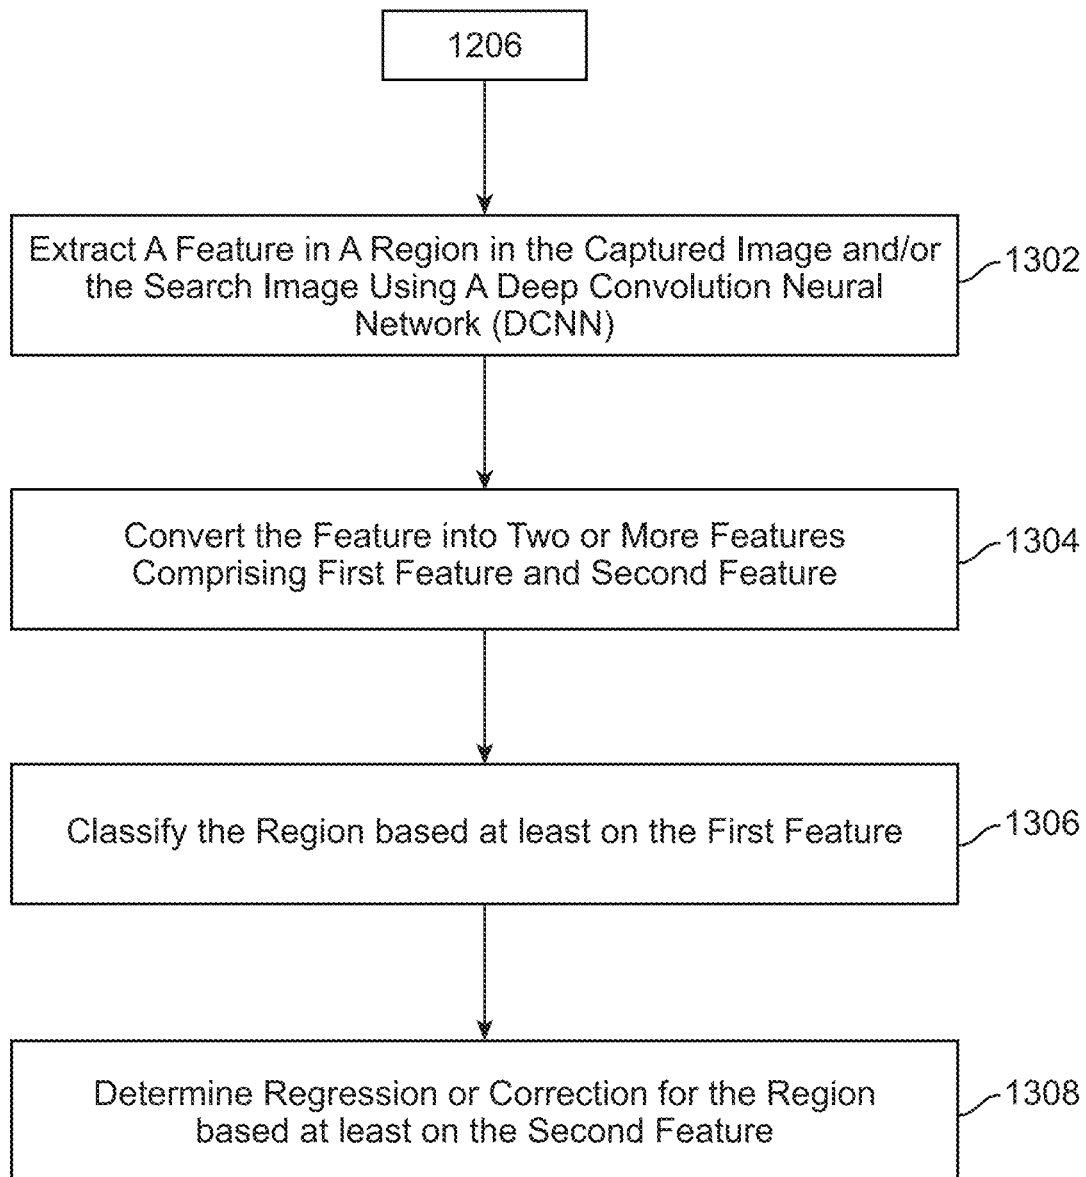 1206
Extract A Feature in A Region in the Captured Image and/or
the Search Image Using A Deep Convolution Neural
Network (DCNN)
1302
Convert the Feature into Two or More Features
Comprising First Feature and Second Feature
1304
Classify the Region based at least on the First Feature
1306
Determine Regression or Correction for the Region
based at least on the Second Feature
1308